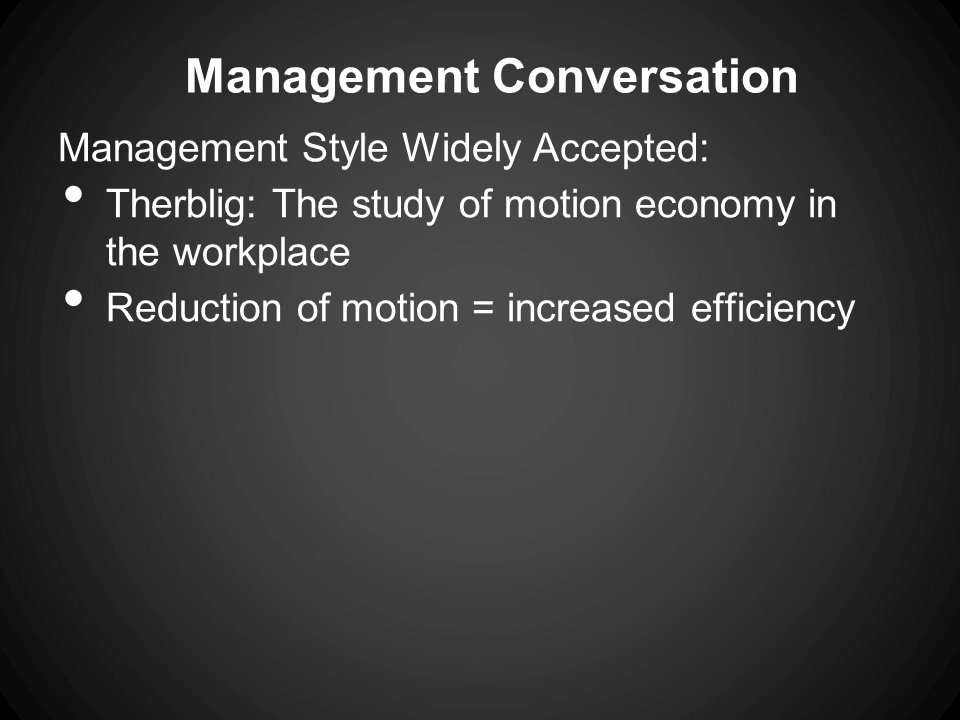 Management Conversation
Management Style Widely Accepted:
• Therblig: The study of motion economy in
the workplace
• Reduction of motion = increased efficiency